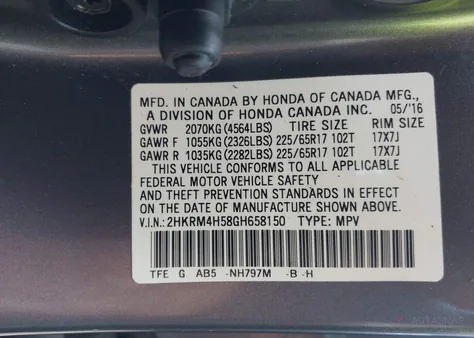 MFD. IN CANADA BY HONDA OF CANADA MFG.,
A DIVISION OF HONDA CANADA INC. 05/'16
GVWR 2070KG(4564LBS) TIRE SIZE RIM SIZE
GAWR F 1055KG(2326LBS) 225/65R17 102T 17X7J
GAWR R 1035KG(2282LBS) 225/65R17 102T 17X7J
THIS VEHICLE CONFORMS TO ALL APPLICABLE
FEDERAL MOTOR VEHICLE SAFETY
AND THEFT PREVENTION STANDARDS IN EFFECT
ON THE DATE OF MANUFACTURE SHOWN ABOVE.
V.I.N.:2HKRM4H58GH658150 TYPE: MPV
TFE G AB5 -NH797M -B -H